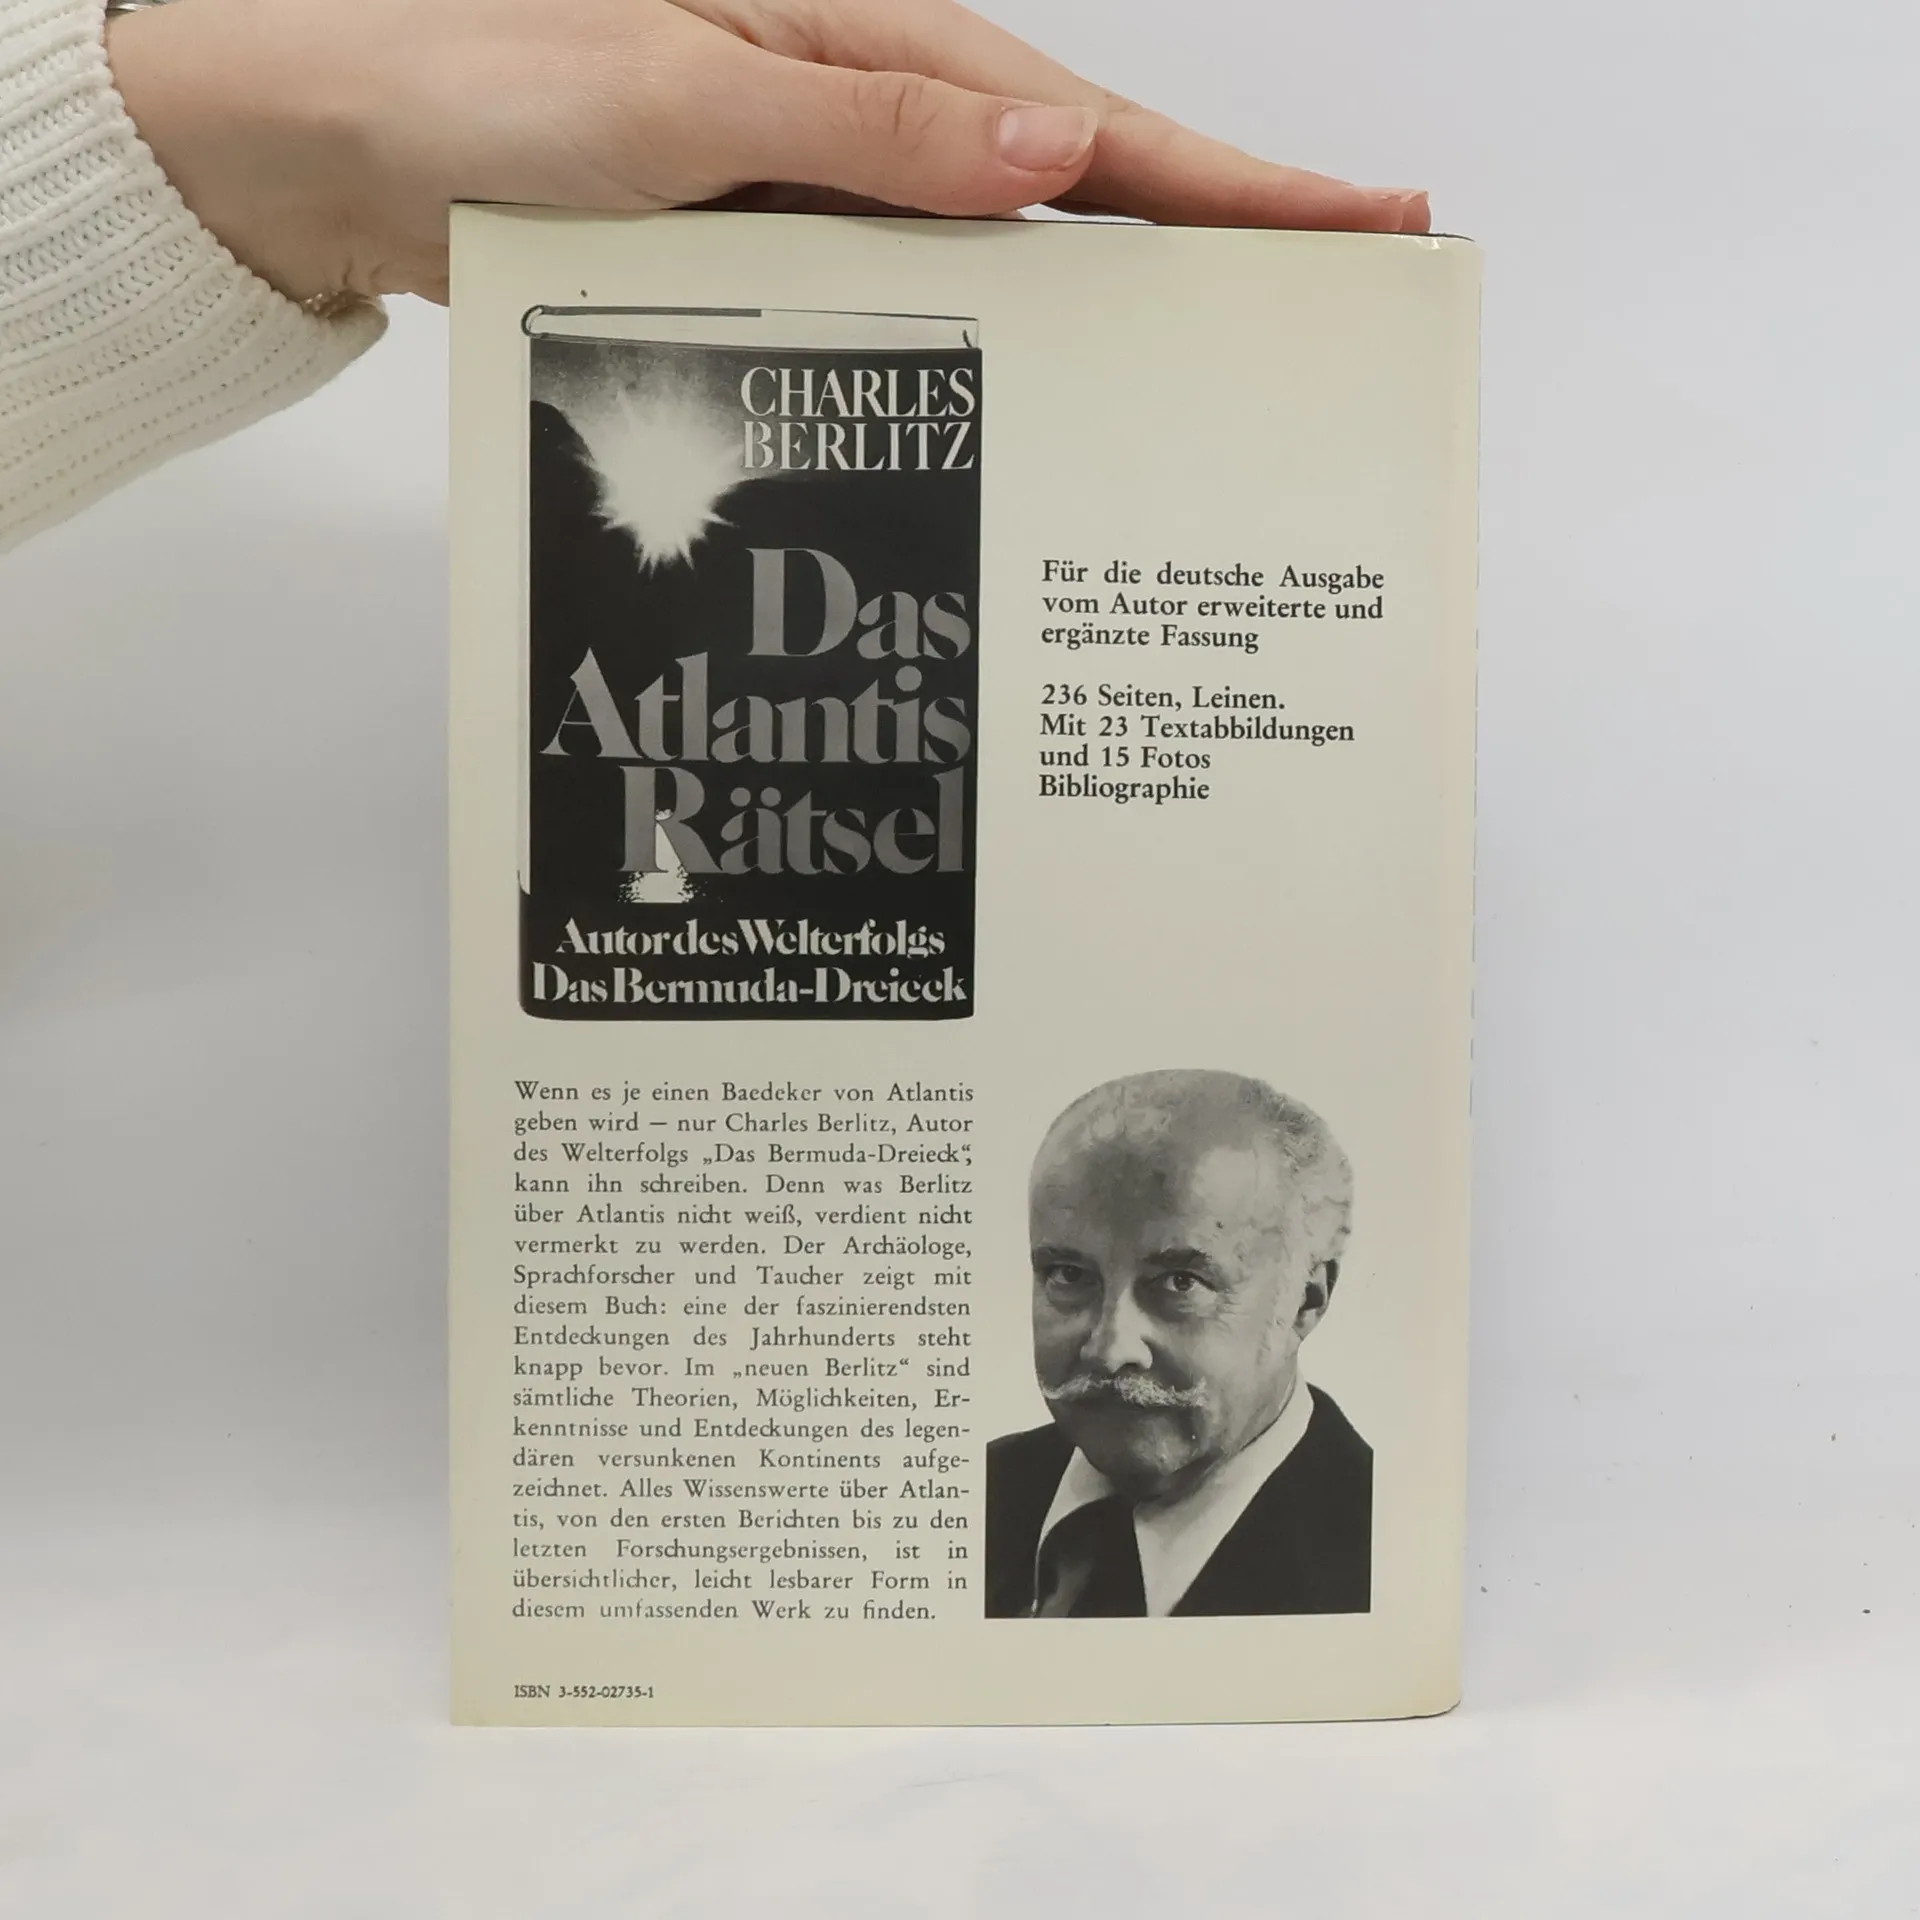 CHARLES
BERLITZ
Das
Atlantis
Rätsel
Autor des Welterfolgs
Das Bermuda-Dreieck
Für die deutsche Ausgabe
vom Autor erweiterte und
ergänzte Fassung
236 Seiten, Leinen.
Mit 23 Textabbildungen
und 15 Fotos
Bibliographie
Wenn es je einen Baedeker von Atlantis
geben wird — nur Charles Berlitz, Autor
des Welterfolgs „Das Bermuda-Dreieck“,
kann ihn schreiben. Denn was Berlitz
über Atlantis nicht weiß, verdient nicht
vermerkt zu werden. Der Archäologe,
Sprachforscher und Taucher zeigt mit
diesem Buch: eine der faszinierendsten
Entdeckungen des Jahrhunderts steht
knapp bevor. Im „neuen Berlitz“ sind
sämtliche Theorien, Möglichkeiten, Er-
kenntnisse und Entdeckungen des legen-
dären versunkenen Kontinents aufge-
zeichnet. Alles Wissenswerte über Atlan-
tis, von den ersten Berichten bis zu den
letzten Forschungsergebnissen, ist in
übersichtlicher, leicht lesbarer Form in
diesem umfassenden Werk zu finden.
ISBN 3-552-02735-1